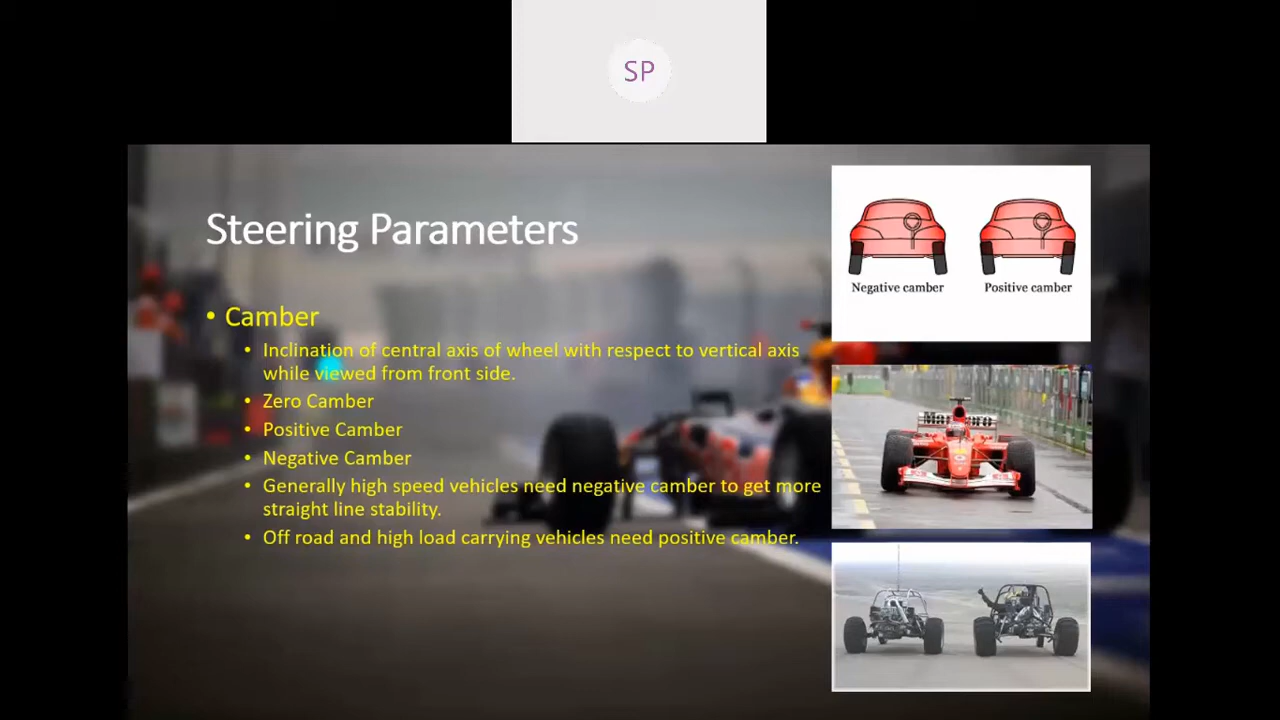 SP
Steering Parameters
• Camber
• Inclination of central axis of wheel with respect to vertical axis
while viewed from front side.
• Zero Camber
• Positive Camber
• Negative Camber
• Generally high speed vehicles need negative camber to get more
straight line stability.
• Off road and high load carrying vehicles need positive camber.
Negative camber
Positive camber